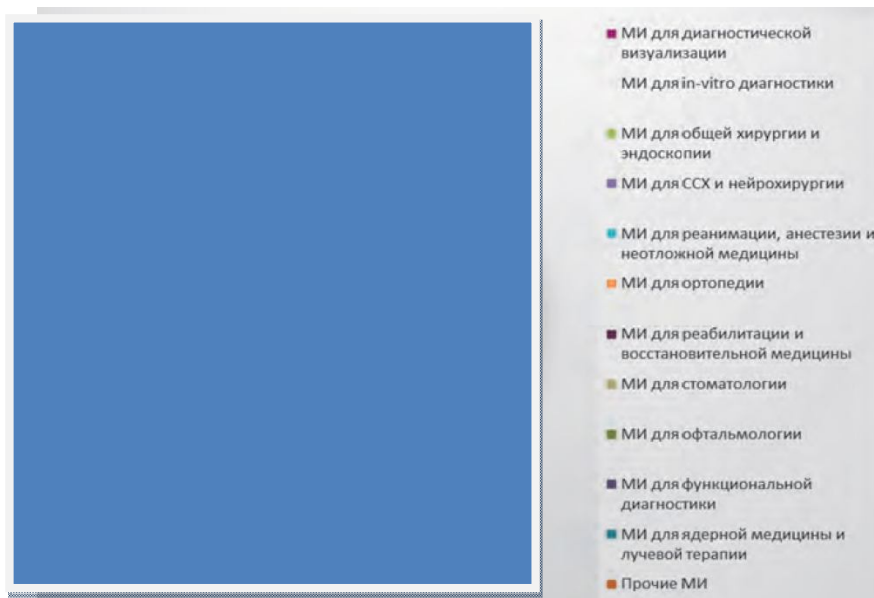 МИ для диагностической
визуализации
МИ для in-vitro диагностики
МИ для общей хирургии и
эндоскопии
МИ для ССХ и нейрохирургии
МИ для реанимации, анестезии и
неотложной медицины
МИ для ортопедии
МИ для реабилитации и
восстановительной медицины
МИ для стоматологии
МИ для офтальмологии
МИ для функциональной
диагностики
МИ для ядерной медицины и
лучевой терапии
Прочие МИ